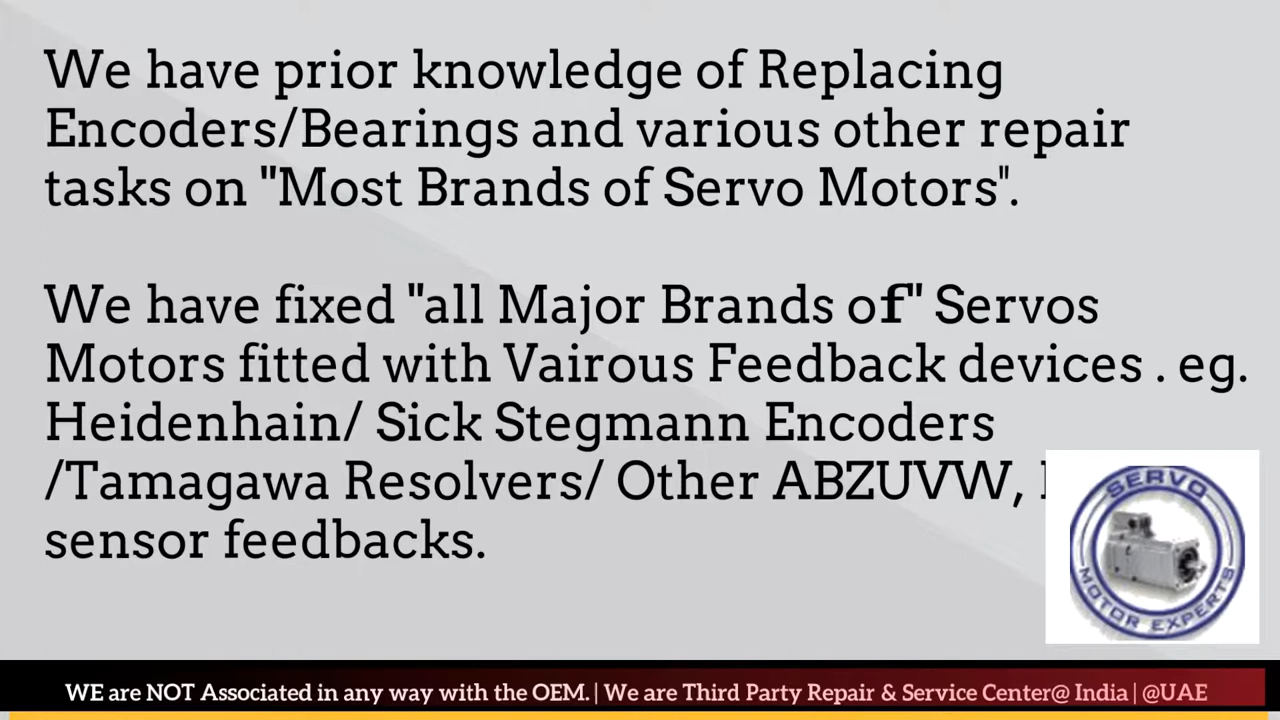 We have prior knowledge of Replacing
Encoders/Bearings and various other repair
tasks on "Most Brands of Servo Motors".
We have fixed "all Major Brands of" Servos
Motors fitted with Vairous Feedback devices . eg.
Heidenhain/ Sick Stegmann Encoders
/Tamagawa Resolvers/ Other ABZUVW,
sensor feedbacks.
SERVO
MOTOR EXPERTS
WE are NOT Associated in any way with the OEM. | We are Third Party Repair & Service Center@ India | @UAE